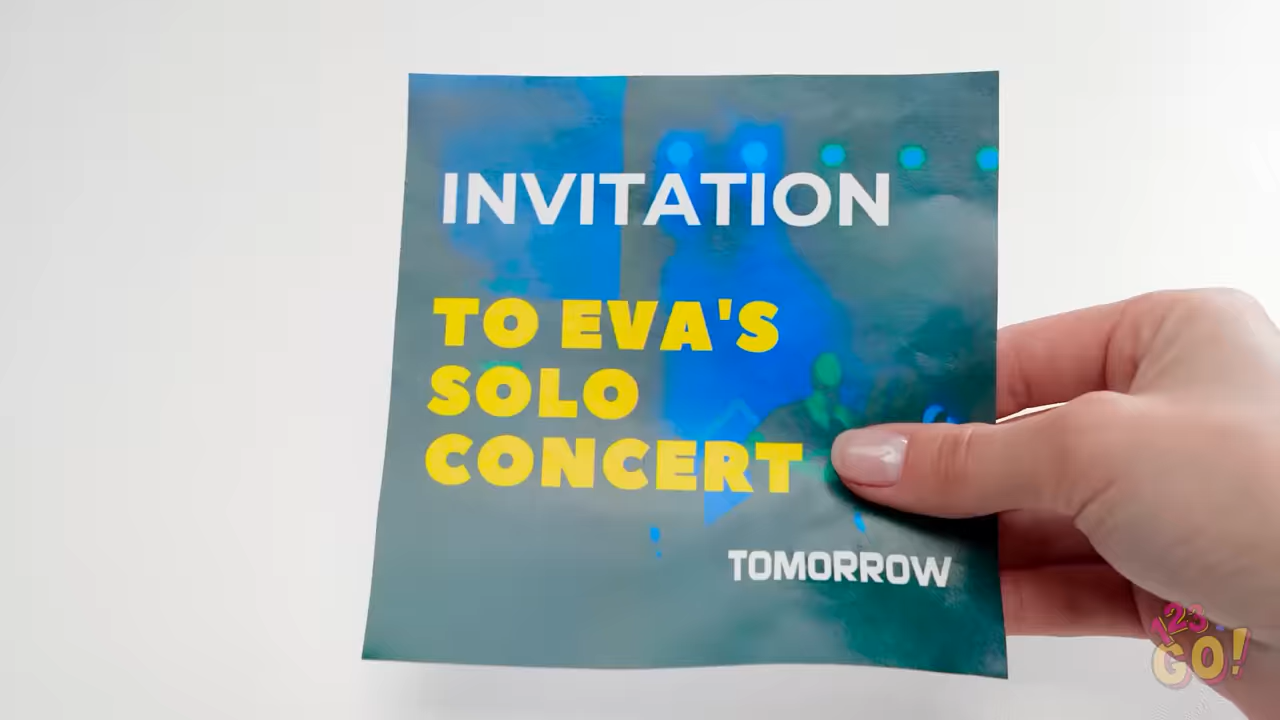 INVITATION
TO EVA'S
SOLO
CONCERT
TOMORROW
123
GO!